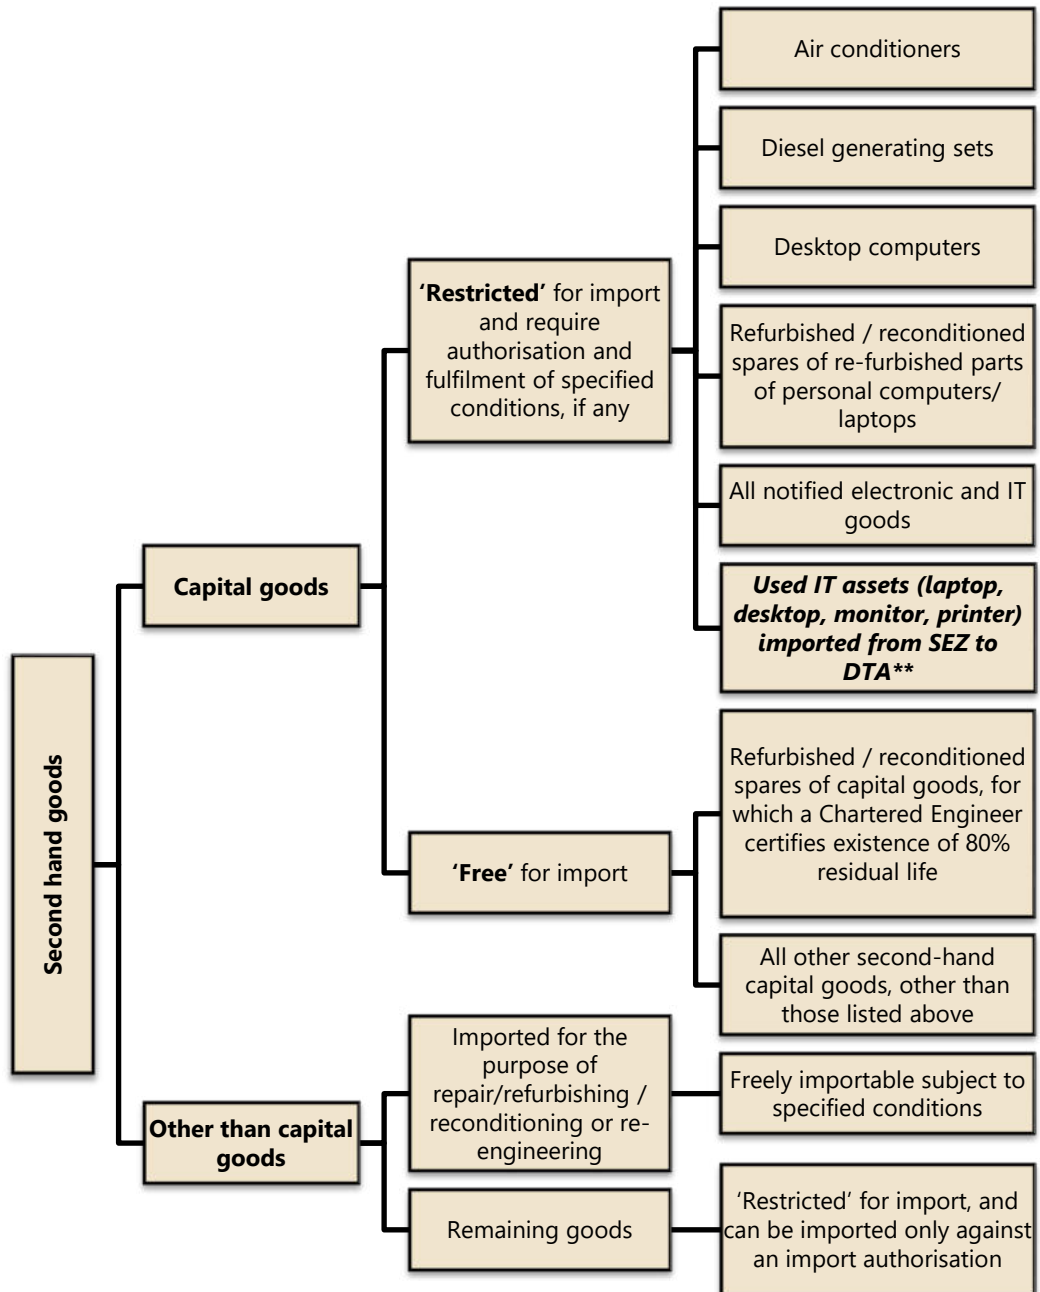 Second hand goods
Capital goods
‘Restricted’ for import
and require
authorisation and
fulfilment of specified
conditions, if any
Air conditioners
Diesel generating sets
Desktop computers
Refurbished / reconditioned
spares of re-furbished parts
of personal computers/
laptops
All notified electronic and IT
goods
Used IT assets (laptop,
desktop, monitor, printer)
imported from SEZ to
DTA**
‘Free’ for import
Refurbished / reconditioned
spares of capital goods, for
which a Chartered Engineer
certifies existence of 80%
residual life
All other second-hand
capital goods, other than
those listed above
Other than capital
goods
Imported for the
purpose of
repair/refurbishing /
reconditioning or re-
engineering
Freely importable subject to
specified conditions
Remaining goods
‘Restricted’ for import, and
can be imported only against
an import authorisation